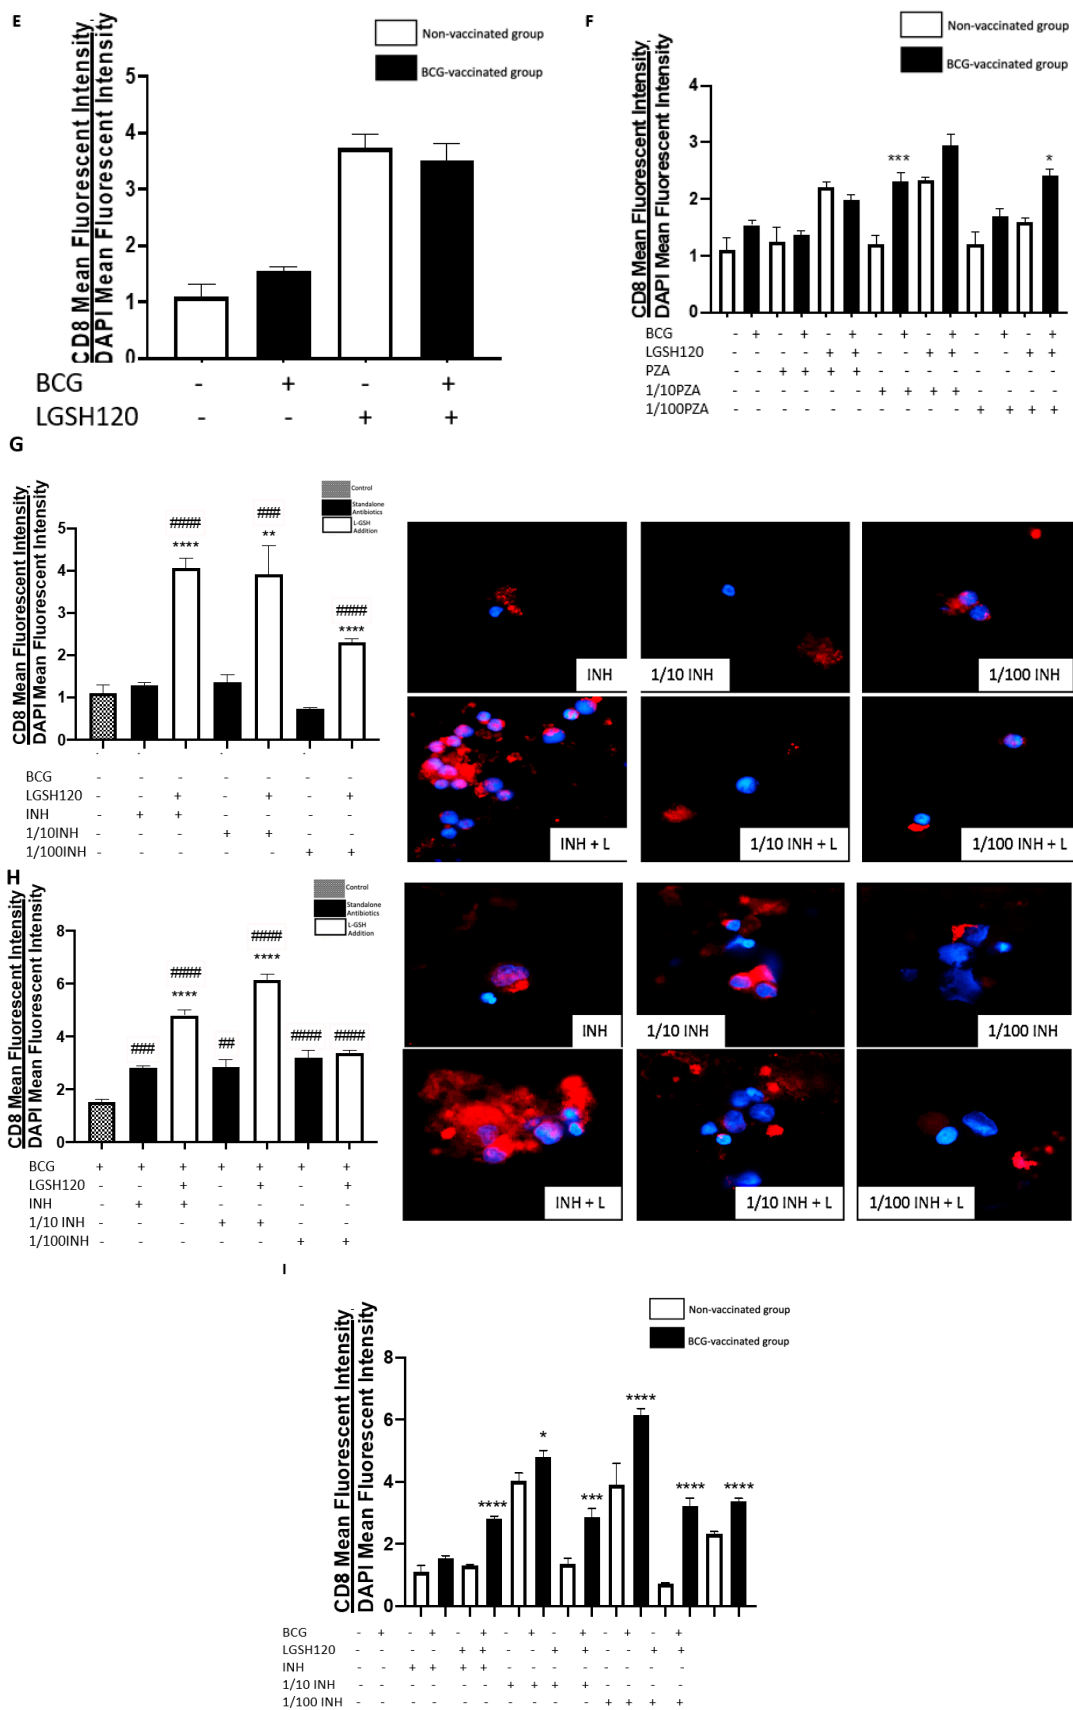 E
CD8 Mean Fluorescent Intensity
DAPI Mean Fluorescent Intensity
Non-vaccinated group
BCG-vaccinated group
5
4
3
2
1
0
BCG - + - +
LGSH120 - - + +
F
CD8 Mean Fluorescent Intensity
DAPI Mean Fluorescent Intensity
Non-vaccinated group
BCG-vaccinated group
4
3
2
1
0
*** *
BCG - + - + - + - + - + - + - + +
LGSH120 - - - - + + - - + + - - + +
PZA - - + + + + - - - - - - - -
1/10PZA - - - - - - + + + + - - - -
1/100PZA - - - - - - - - - - + + + +
G
CD8 Mean Fluorescent Intensity
DAPI Mean Fluorescent Intensity
Control
Standalone
Antibiotics
L-GSH
Addition
5
4
3
2
1
0
#### ### ####
**** ** ****
BCG - - - - - - -
LGSH120 - - + - + - +
INH - + + - - - -
1/10INH - - - + + - -
1/100INH - - - - - + +
INH
1/10 INH
1/100 INH
INH + L
1/10 INH + L
1/100 INH + L
H
CD8 Mean Fluorescent Intensity
DAPI Mean Fluorescent Intensity
Control
Standalone
Antibiotics
L-GSH
Addition
8
6
4
2
0
### #### ## #### #### ####
**** ****
BCG + + + + + + +
LGSH120 - - + - + - +
INH - + + - - - -
1/10 INH - - - + + - -
1/100INH - - - - - + +
INH
1/10 INH
1/100 INH
INH + L
1/10 INH + L
1/100 INH + L
I
CD8 Mean Fluorescent Intensity
DAPI Mean Fluorescent Intensity
Non-vaccinated group
BCG-vaccinated group
8
6
4
2
0
**** * *** **** **** ****
BCG - + - + - + - + - + - + - +
LGSH120 - - - - + + - - + + - - + +
INH - - + + + + - - - - - - - -
1/10 INH - - - - - - + + + + - - - -
1/100 INH - - - - - - - - - - + + + +